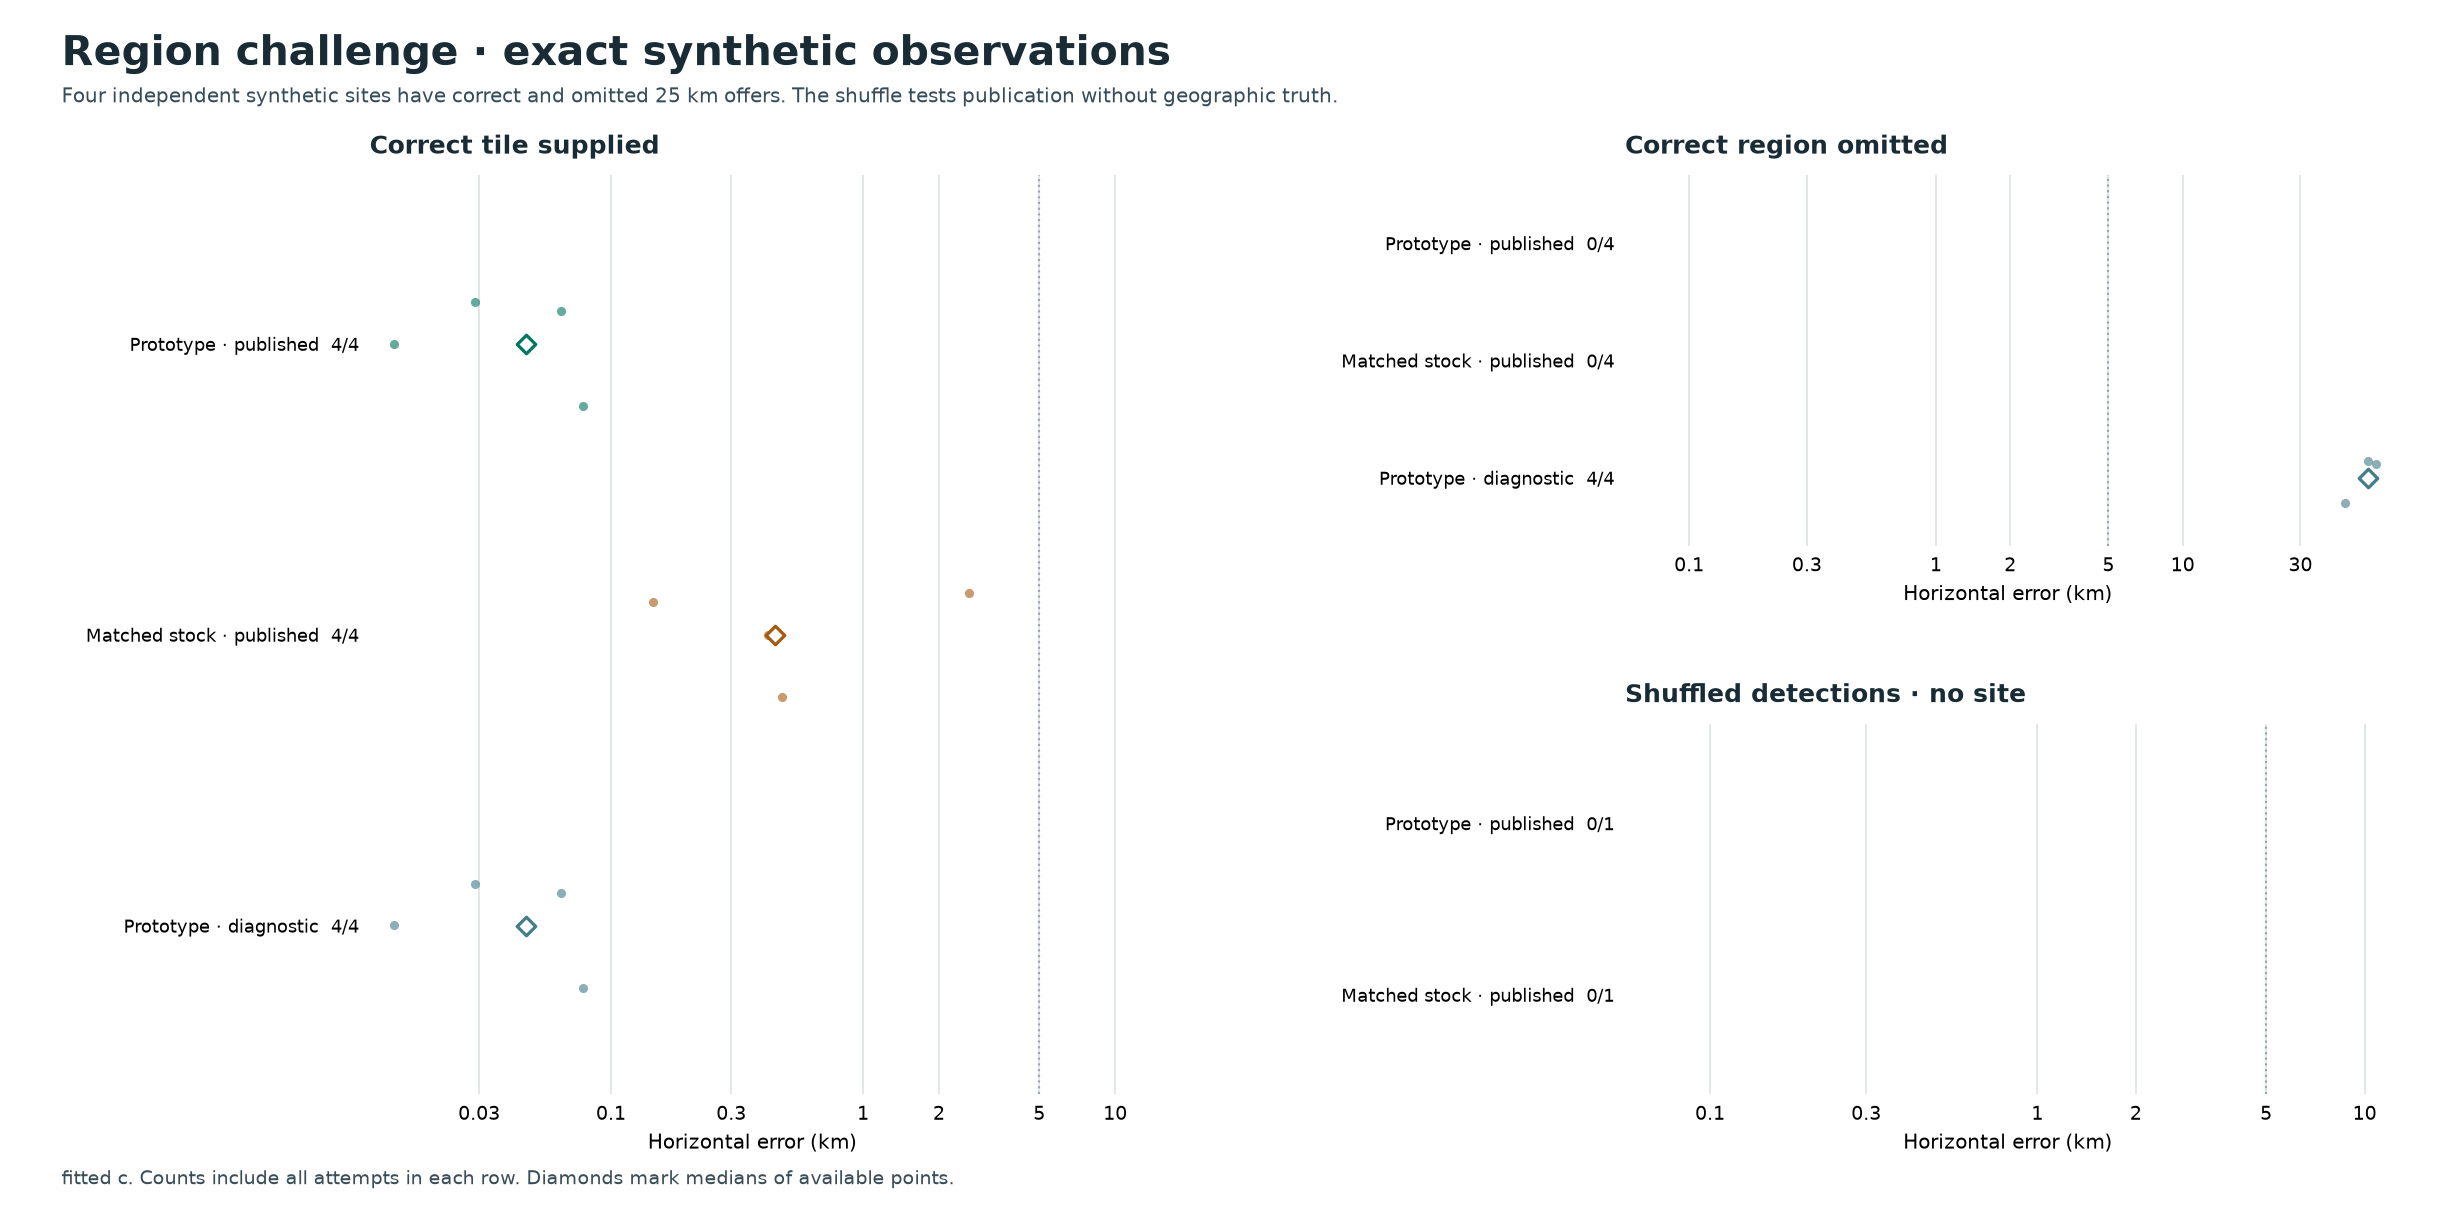 Region challenge · exact synthetic observations
Four independent synthetic sites have correct and omitted 25 km offers. The shuffle tests publication without geographic truth.
Correct tile supplied
Prototype · published 4/4
Matched stock · published 4/4
Prototype · diagnostic 4/4
0.03 0.1 0.3 1 2 5 10
Horizontal error (km)
Correct region omitted
Prototype · published 0/4
Matched stock · published 0/4
Prototype · diagnostic 4/4
0.1 0.3 1 2 5 10 30
Horizontal error (km)
Shuffled detections · no site
Prototype · published 0/1
Matched stock · published 0/1
0.1 0.3 1 2 5 10
Horizontal error (km)
fitted c. Counts include all attempts in each row. Diamonds mark medians of available points.